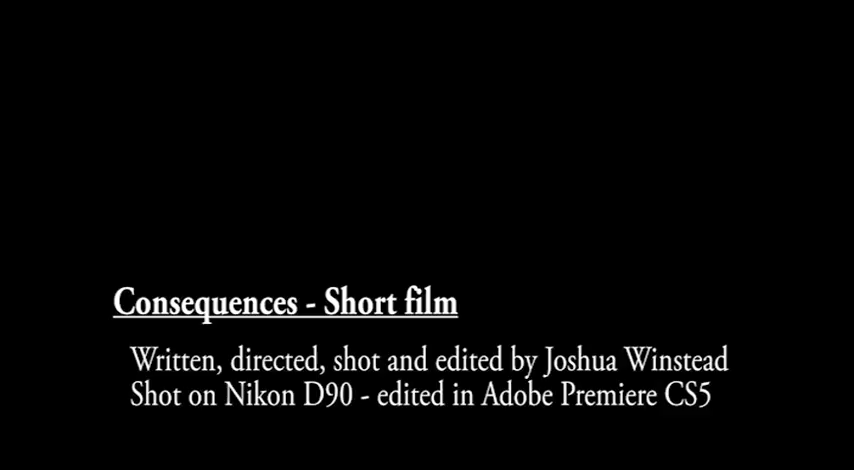 Consequences - Short film
Written, directed, shot and edited by Joshua Winstead
Shot on Nikon D90 - edited in Adobe Premiere CS5